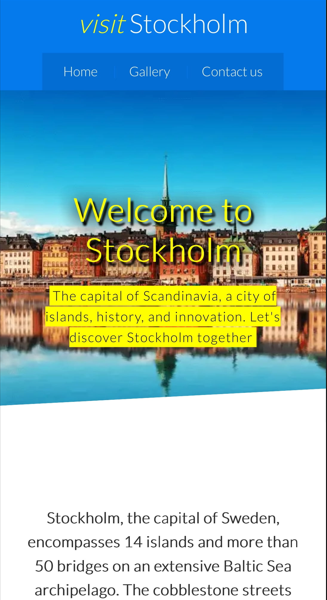 visit Stockholm
Home Gallery Contact us
Welcome to
Stockholm
The capital of Scandinavia, a city of
islands, history, and innovation. Let's
discover Stockholm together
Stockholm, the capital of Sweden,
encompasses 14 islands and more than
50 bridges on an extensive Baltic Sea
archipelago. The cobblestone streets